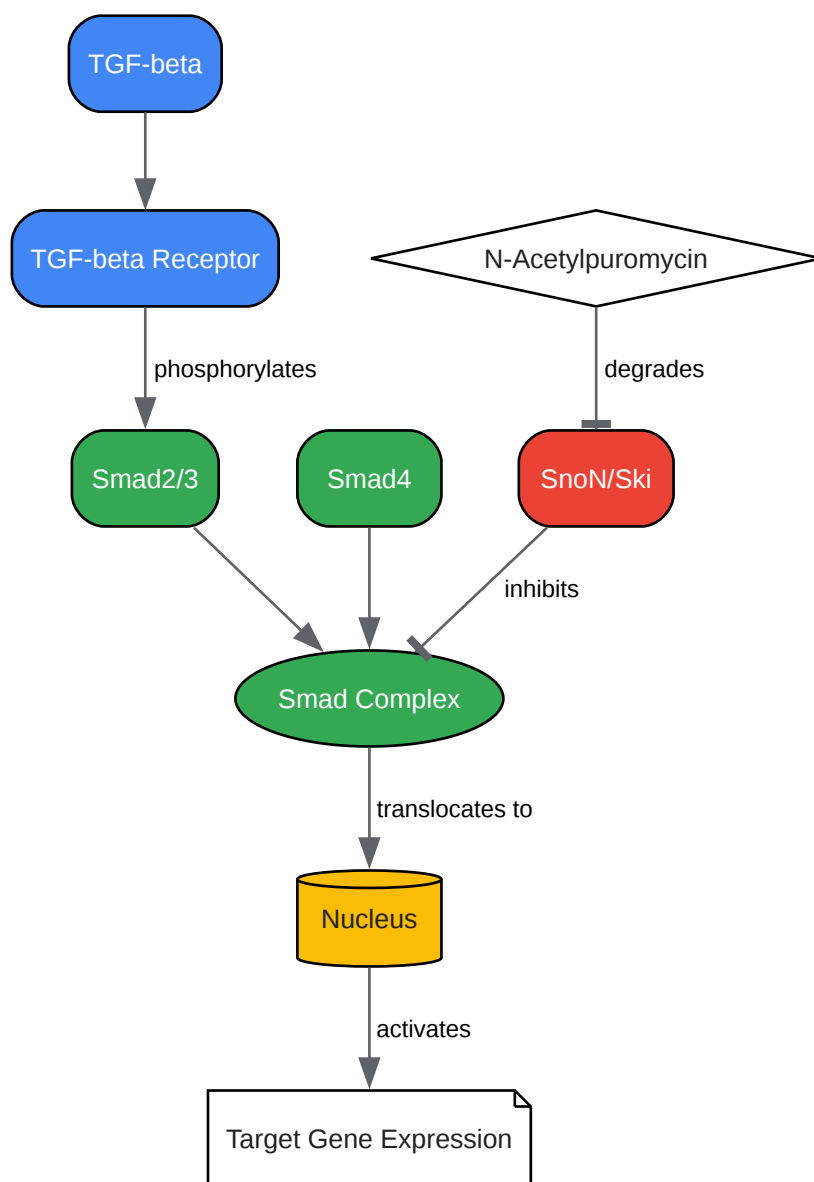 TGF-beta
TGF-beta Receptor
N-Acetylpuromycin
phosphorylates
degrades
Smad2/3
Smad4
SnoN/Ski
inhibits
Smad Complex
translocates to
Nucleus
activates
Target Gene Expression